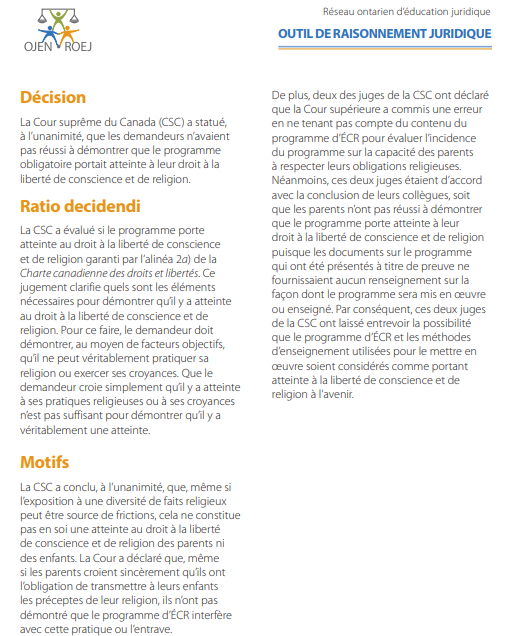 OJEN ROEJ
Réseau ontarien d'éducation juridique
OUTIL DE RAISONNEMENT JURIDIQUE
Décision
La Cour suprême du Canada (CSC) a statué,
à l'unanimité, que les demandeurs n'avaient
pas réussi à démontrer que le programme
obligatoire portait atteinte à leur droit à la
liberté de conscience et de religion.
Ratio decidendi
La CSC a évalué si le programme porte
atteinte au droit à la liberté de conscience
et de religion garanti par l'alinéa 2a) de la
Charte canadienne des droits et libertés. Ce
jugement clarifie quels sont les éléments
nécessaires pour démontrer qu'il y a atteinte
au droit à la liberté de conscience et de
religion. Pour ce faire, le demandeur doit
démontrer, au moyen de facteurs objectifs,
qu'il ne peut véritablement pratiquer sa
religion ou exercer ses croyances. Que le
demandeur croie simplement qu'il y a atteinte
à ses pratiques religieuses ou à ses croyances
n'est pas suffisant pour démontrer qu'il y a
véritablement une atteinte.
Motifs
La CSC a conclu, à l'unanimité, que, même si
l'exposition à une diversité de faits religieux
peut être source de frictions, cela ne constitue
pas en soi une atteinte au droit à la liberté
de conscience et de religion des parents ni
des enfants. La Cour a déclaré que, même
si les parents croient sincèrement qu'ils ont
l'obligation de transmettre à leurs enfants
les préceptes de leur religion, ils n'ont pas
démontré que le programme d'ÉCR interfère
avec cette pratique ou l'entrave.
De plus, deux des juges de la CSC ont déclaré
que la Cour supérieure a commis une erreur
en ne tenant pas compte du contenu du
programme d'ÉCR pour évaluer l'incidence
du programme sur la capacité des parents
à respecter leurs obligations religieuses.
Néanmoins, ces deux juges étaient d'accord
avec la conclusion de leurs collègues, soit
que les parents n'ont pas réussi à démontrer
que le programme porte atteinte à leur
droit à la liberté de conscience et de religion
puisque les documents sur le programme
qui ont été présentés à titre de preuve ne
fournissaient aucun renseignement sur la
façon dont le programme sera mis en œuvre
ou enseigné. Par conséquent, ces deux juges
de la CSC ont laissé entrevoir la possibilité
que le programme d'ÉCR et les méthodes
d'enseignement utilisées pour le mettre en
œuvre soient considérés comme portant
atteinte à la liberté de conscience et de
religion à l'avenir.